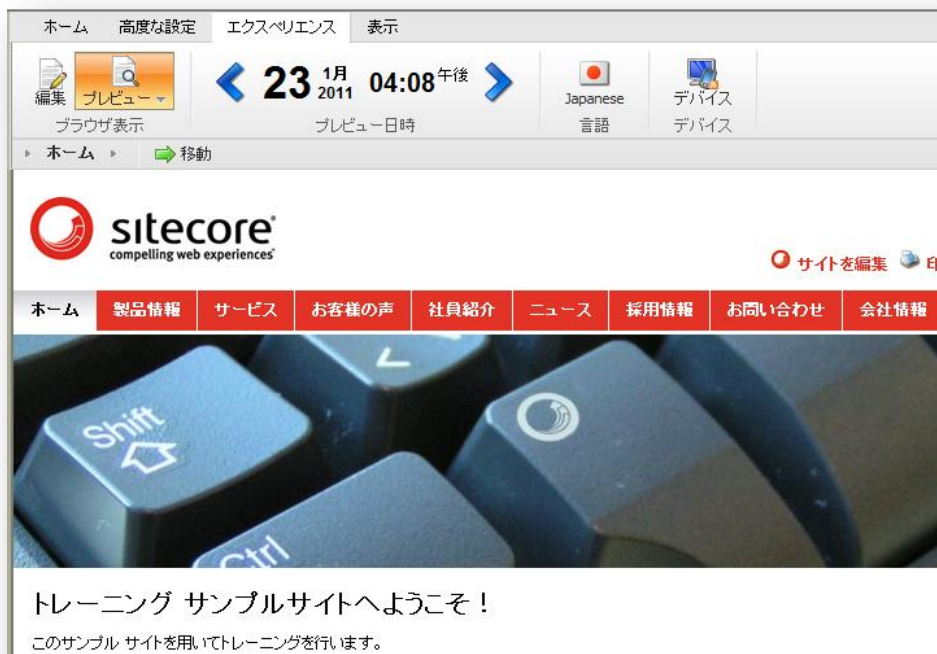 ホーム 高度な設定 エクスペリエンス 表示
編集 プレビュー 23 1月 2011 04:08 午後 Japanese デバイス
ブラウザ表示 プレビュー日時 言語 デバイス
ホーム 移動
sitecore
compelling web experiences
サイトを編集
ホーム 製品情報 サービス お客様の声 社員紹介 ニュース 採用情報 お問い合わせ 会社情報
Shift
Ctrl
トレーニング サンプルサイトへようこそ！
このサンプル サイトを用いてトレーニングを行います。